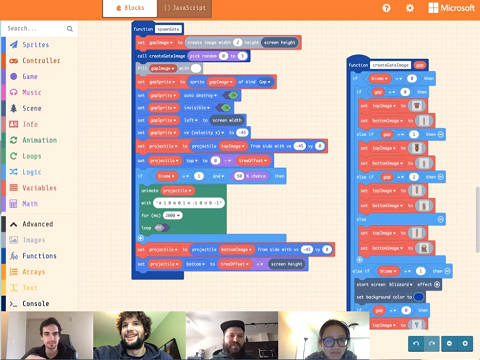 Blocks
JavaScript
Microsoft
Search...
Sprites
Controller
Game
Music
Scene
Info
Animation
Loops
Logic
Variables
Math
Advanced
Images
Functions
Arrays
Text
Console
function spawnGate
set gapImage to create image width 2 height screen height
call createGateImage pick random 0 to 1
fill gapImage with
set gapSprite to sprite gapImage of kind Gap
set gapSprite auto destroy
set gapSprite invisible
set gapSprite left to screen width
set gapSprite vx (velocity x) to -45
set projectile to projectile topImage from side with vx -45 vy 0
set projectile top to 0 - treeOffset
if biome = 1 and 50 % chance then
animate projectile
for (ms) 2000
loop
set projectile to projectile bottomImage from side with vx -45 vy 0
set projectile bottom to treeOffset + screen height
function createGateImage gap
if biome = 0 then
if gap = 0 then
set topImage to
set bottomImage to
else if gap = 1 then
set topImage to
set bottomImage to
else if gap = 2 then
set topImage to
set bottomImage to
else
set topImage to
set bottomImage to
else if biome = 1 then
start screen blizzard effect
set background color to
if gap = 0 then
set topImage to